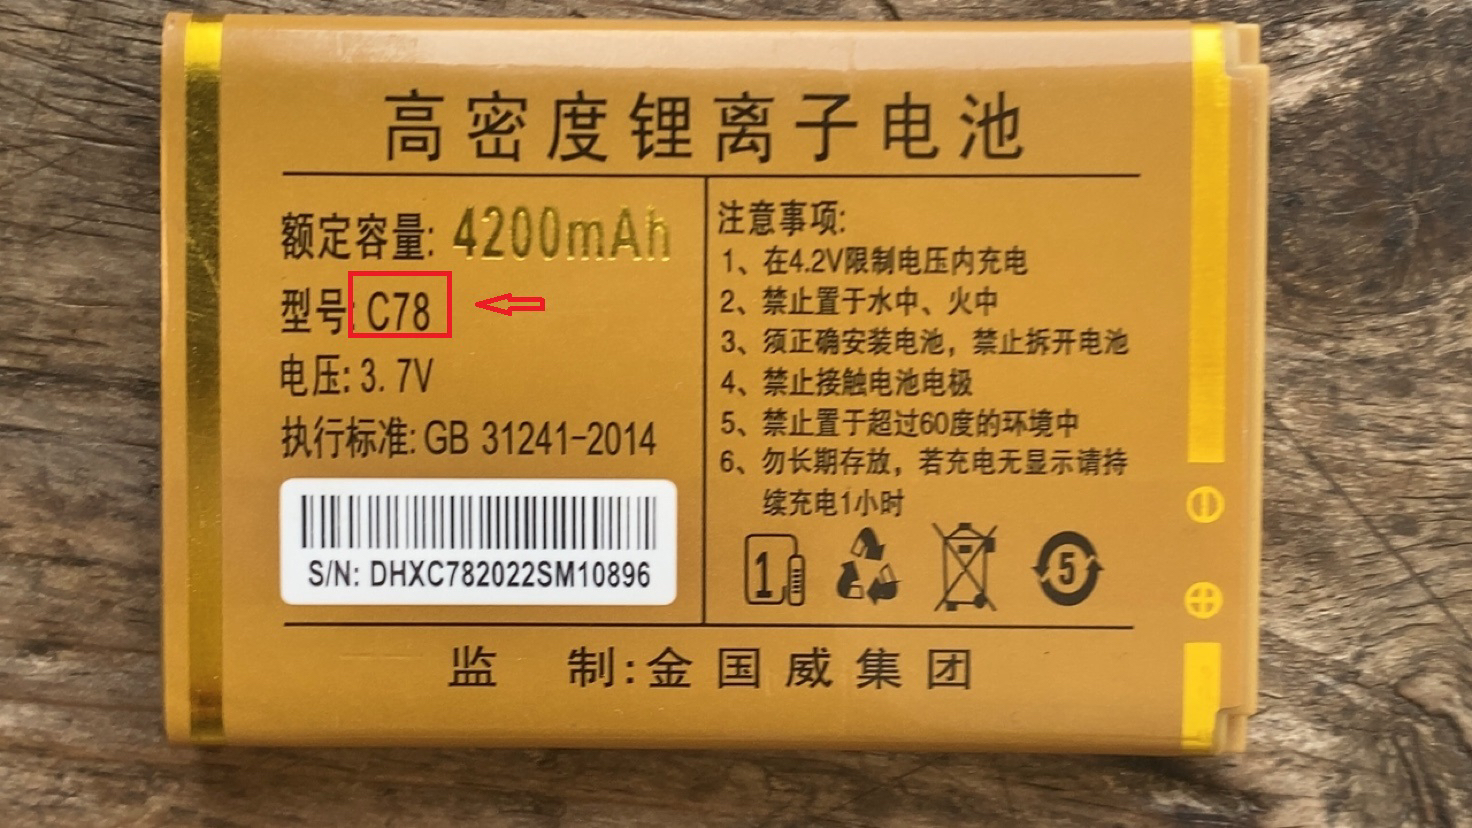 高密度锂离子电池
额定容量: 4200mAh
型号: C78
电压: 3.7V
执行标准: GB 31241-2014
S/N: DHXC782022SM10896
注意事项:
1、在4.2V限制电压内充电
2、禁止置于水中、火中
3、须正确安装电池，禁止拆开电池
4、禁止接触电池电极
5、禁止置于超过60度的环境中
6、勿长期存放，若充电无显示请持
续充电1小时
1
5
监 制:金国威集团